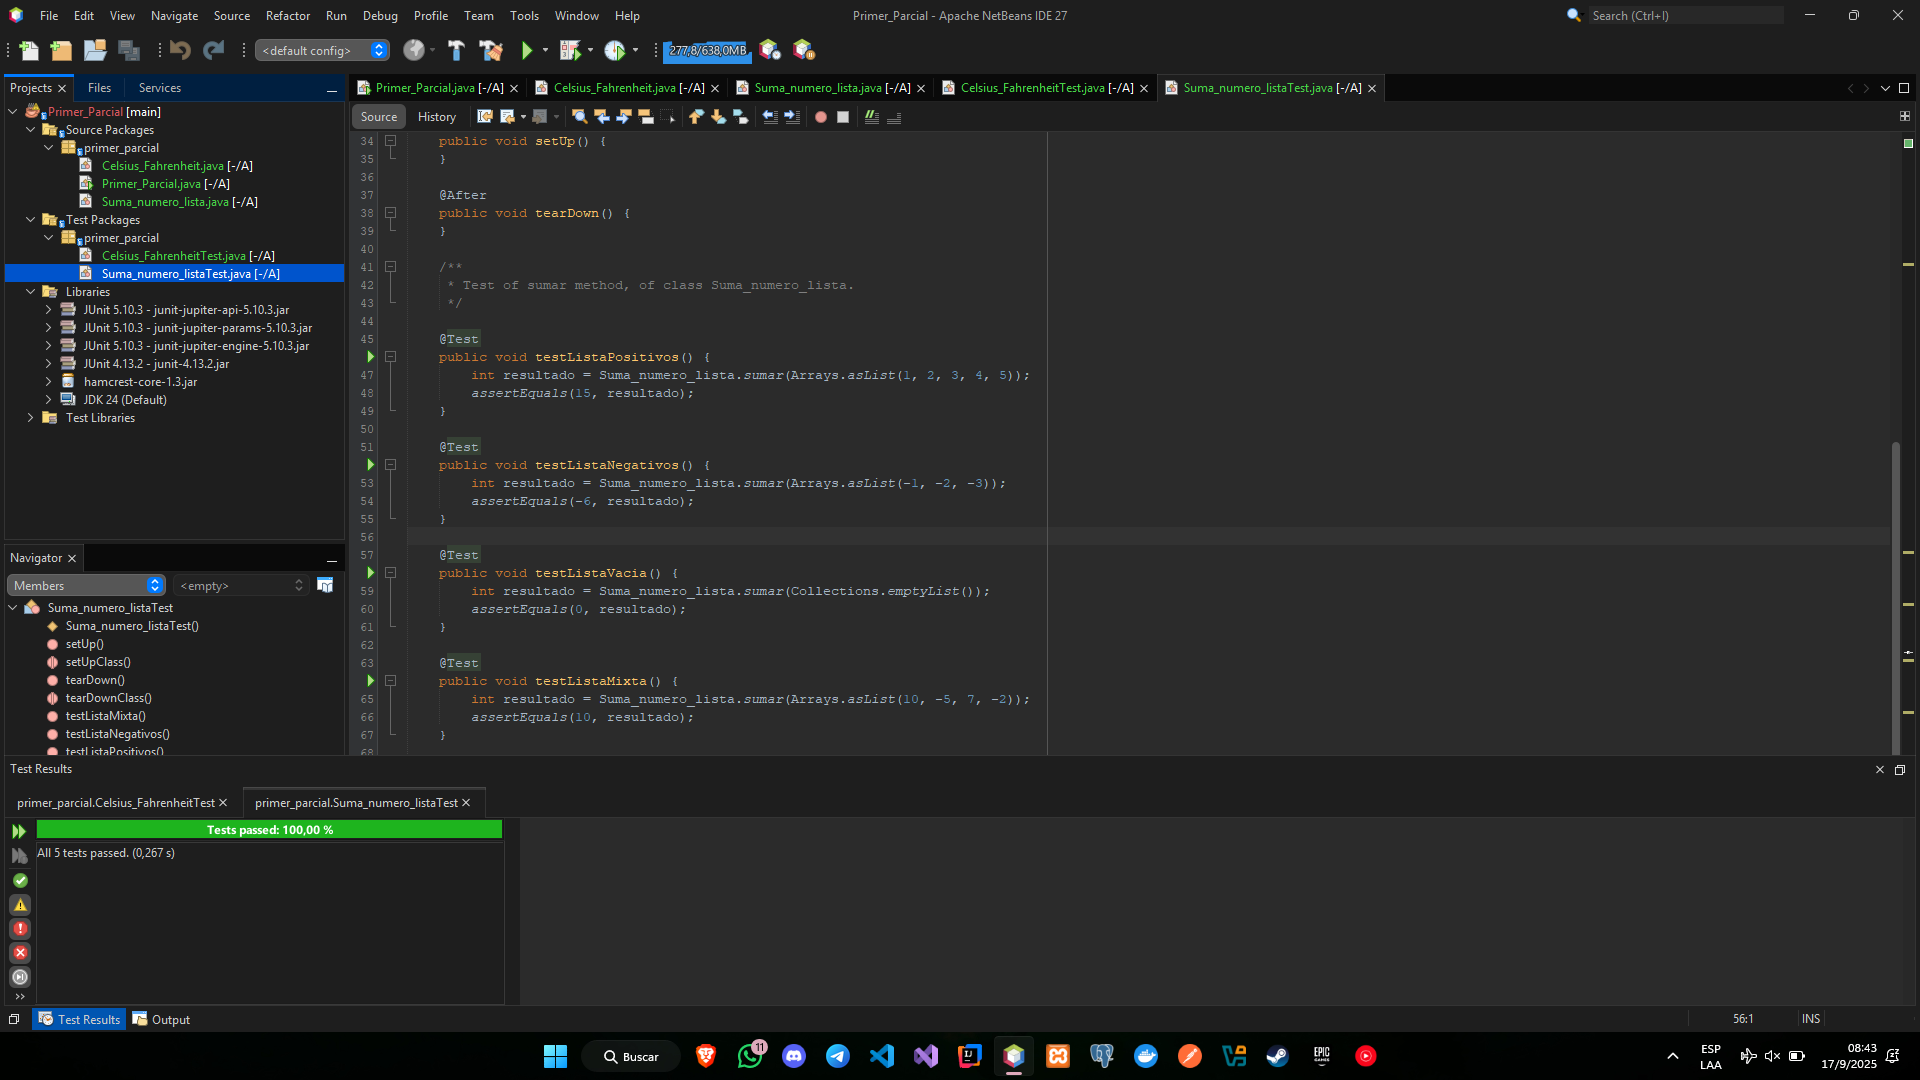 File Edit View Navigate Source Refactor Run Debug Profile Team Tools Window Help
Primer_Parcial - Apache NetBeans IDE 27
Search (Ctrl+I)
<default config>
277,8/638,0MB
Projects Files Services
Primer_Parcial [main]
Source Packages
primer_parcial
Celsius_Fahrenheit.java [-/A]
Primer_Parcial.java [-/A]
Suma_numero_lista.java [-/A]
Test Packages
primer_parcial
Celsius_FahrenheitTest.java [-/A]
Suma_numero_listaTest.java [-/A]
Libraries
JUnit 5.10.3 - junit-jupiter-api-5.10.3.jar
JUnit 5.10.3 - junit-jupiter-params-5.10.3.jar
JUnit 5.10.3 - junit-jupiter-engine-5.10.3.jar
JUnit 4.13.2 - junit-4.13.2.jar
hamcrest-core-1.3.jar
JDK 24 (Default)
Test Libraries
Navigator
Members <empty>
Suma_numero_listaTest
Suma_numero_listaTest()
setUp()
setUpClass()
tearDown()
tearDownClass()
testListaMixta()
testListaNegativos()
testListaPositivos()
Primer_Parcial.java [-/A] Celsius_Fahrenheit.java [-/A] Suma_numero_lista.java [-/A] Celsius_FahrenheitTest.java [-/A] Suma_numero_listaTest.java [-/A]
Source History
34 public void setUp() {
35 }
36
37 @After
38 public void tearDown() {
39 }
40
41 /**
42 * Test of sumar method, of class Suma_numero_lista.
43 */
44
45 @Test
public void testListaPositivos() {
47 int resultado = Suma_numero_lista.sumar(Arrays.asList(1, 2, 3, 4, 5));
48 assertEquals(15, resultado);
49 }
50
51 @Test
public void testListaNegativos() {
53 int resultado = Suma_numero_lista.sumar(Arrays.asList(-1, -2, -3));
54 assertEquals(-6, resultado);
55 }
56
57 @Test
public void testListaVacia() {
59 int resultado = Suma_numero_lista.sumar(Collections.emptyList());
60 assertEquals(0, resultado);
61 }
62
63 @Test
public void testListaMixta() {
65 int resultado = Suma_numero_lista.sumar(Arrays.asList(10, -5, 7, -2));
66 assertEquals(10, resultado);
67 }
68
Test Results
primer_parcial.Celsius_FahrenheitTest primer_parcial.Suma_numero_listaTest
Tests passed: 100,00 %
All 5 tests passed. (0,267 s)
Test Results Output
56:1 INS
Buscar
11
EPIC GAMES
ESP
LAA
08:43
17/9/2025